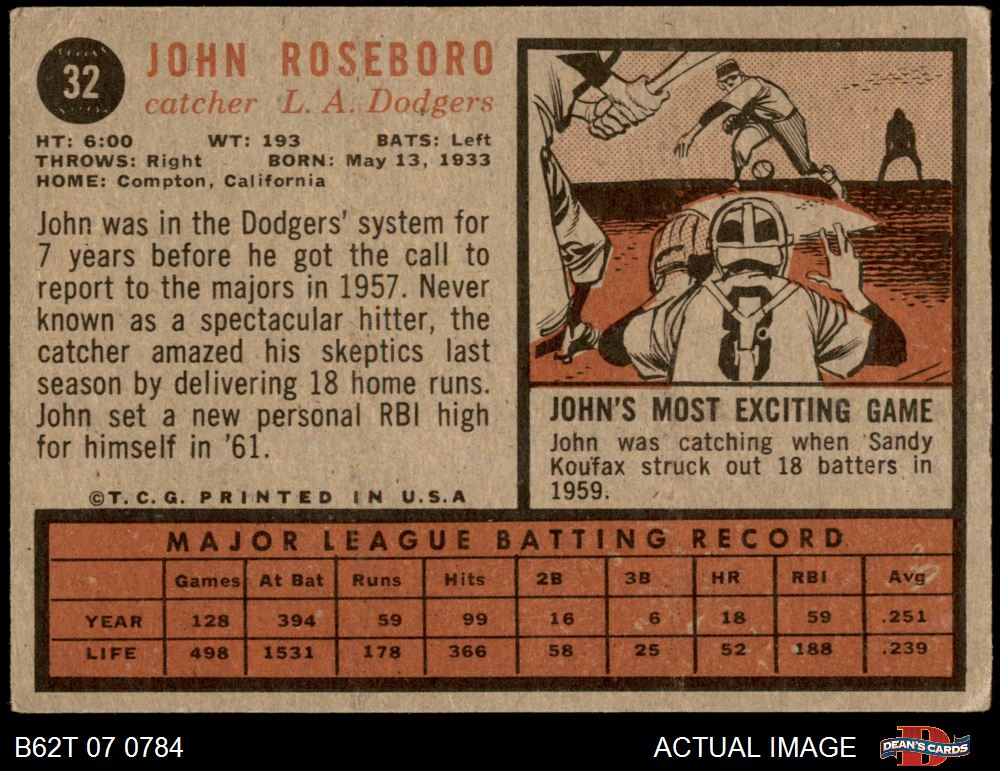 32
JOHN ROSEBORO
catcher L. A. Dodgers
HT: 6:00 WT: 193 BATS: Left
THROWS: Right BORN: May 13, 1933
HOME: Compton, California
John was in the Dodgers' system for
7 years before he got the call to
report to the majors in 1957. Never
known as a spectacular hitter, the
catcher amazed his skeptics last
season by delivering 18 home runs.
John set a new personal RBI high
for himself in '61.
©T. C. G. PRINTED IN U.S.A
8
JOHN'S MOST EXCITING GAME
John was catching when Sandy
Koufax struck out 18 batters in
1959.
MAJOR LEAGUE BATTING RECORD
Games At Bat Runs Hits 2B 3B HR RBI Avg
YEAR 128 394 59 99 16 6 18 59 .251
LIFE 498 1531 178 366 58 25 52 188 .239
B62T 07 0784 ACTUAL IMAGE
D DEAN'S CARDS